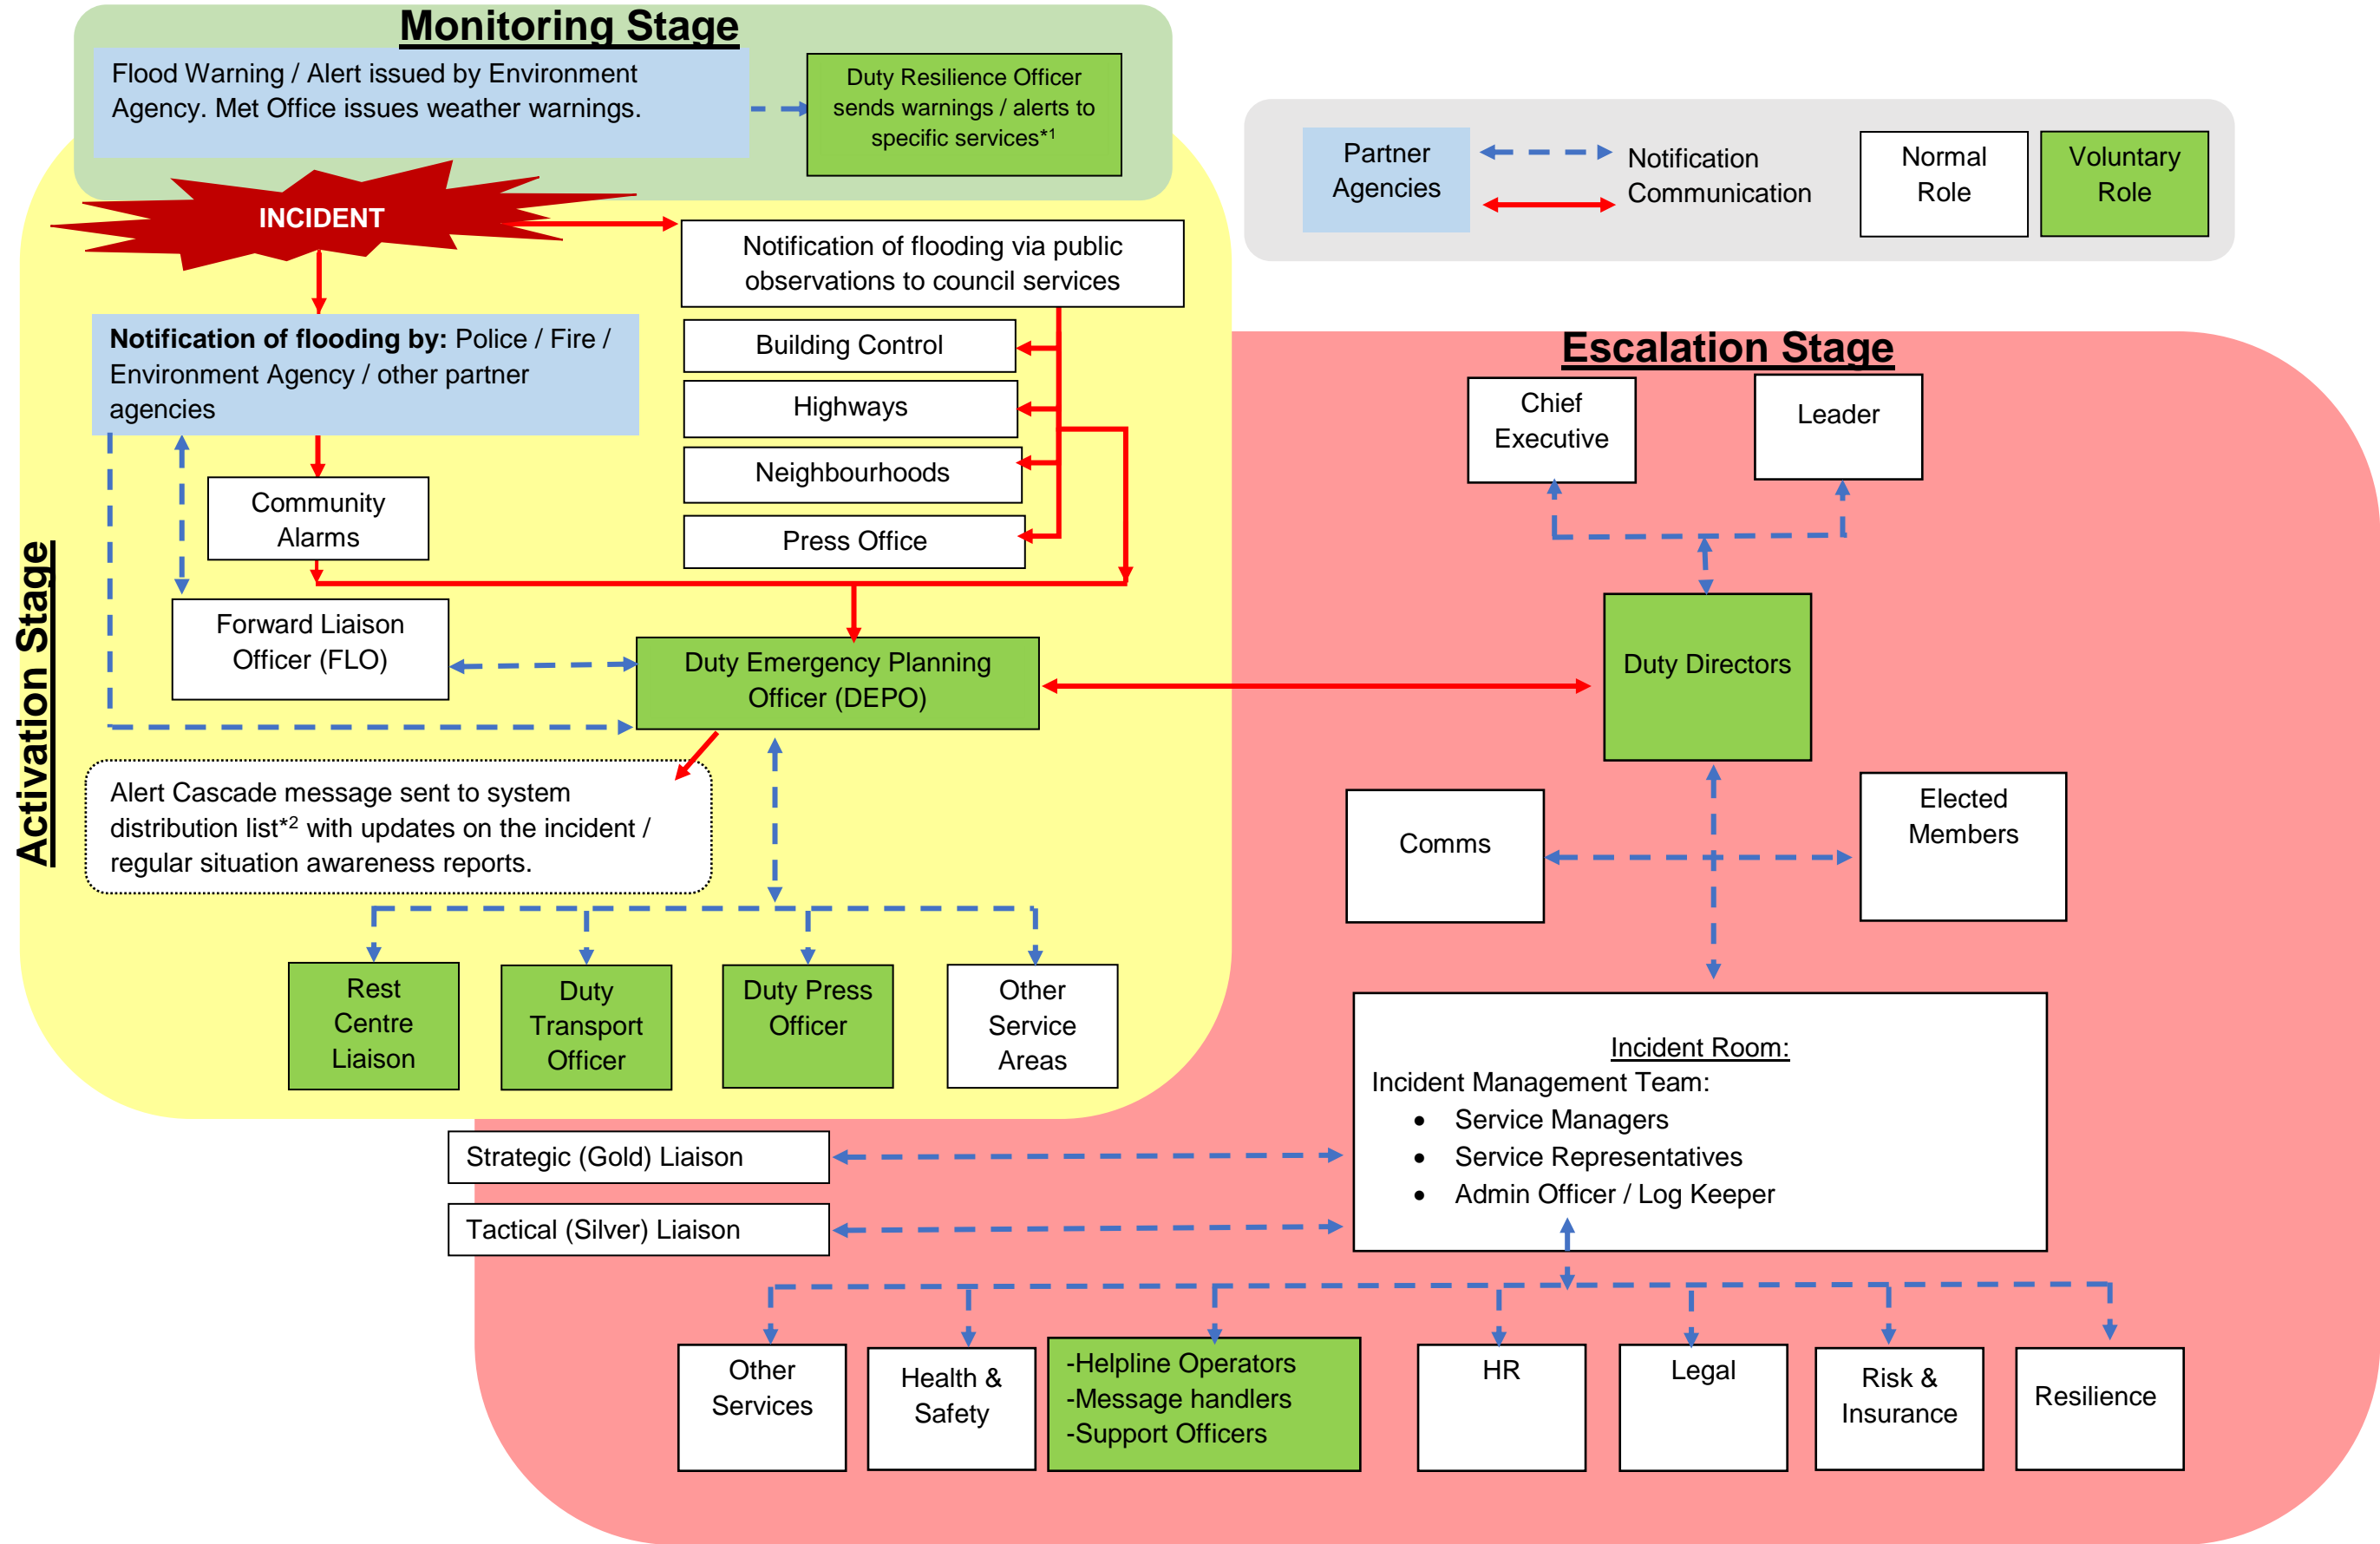 Monitoring Stage
Flood Warning / Alert issued by Environment
Agency. Met Office issues weather warnings.
Duty Resilience Officer
sends warnings / alerts to
specific services*1
Partner
Agencies
Notification
Communication
Normal
Role
Voluntary
Role
INCIDENT
Notification of flooding via public
observations to council services
Notification of flooding by: Police / Fire /
Environment Agency / other partner
agencies
Building Control
Highways
Neighbourhoods
Press Office
Community
Alarms
Activation Stage
Forward Liaison
Officer (FLO)
Duty Emergency Planning
Officer (DEPO)
Alert Cascade message sent to system
distribution list*2 with updates on the incident /
regular situation awareness reports.
Rest
Centre
Liaison
Duty
Transport
Officer
Duty Press
Officer
Other
Service
Areas
Escalation Stage
Chief
Executive
Leader
Duty Directors
Comms
Elected
Members
Incident Room:
Incident Management Team:
• Service Managers
• Service Representatives
• Admin Officer / Log Keeper
Strategic (Gold) Liaison
Tactical (Silver) Liaison
Other
Services
Health &
Safety
-Helpline Operators
-Message handlers
-Support Officers
HR
Legal
Risk &
Insurance
Resilience